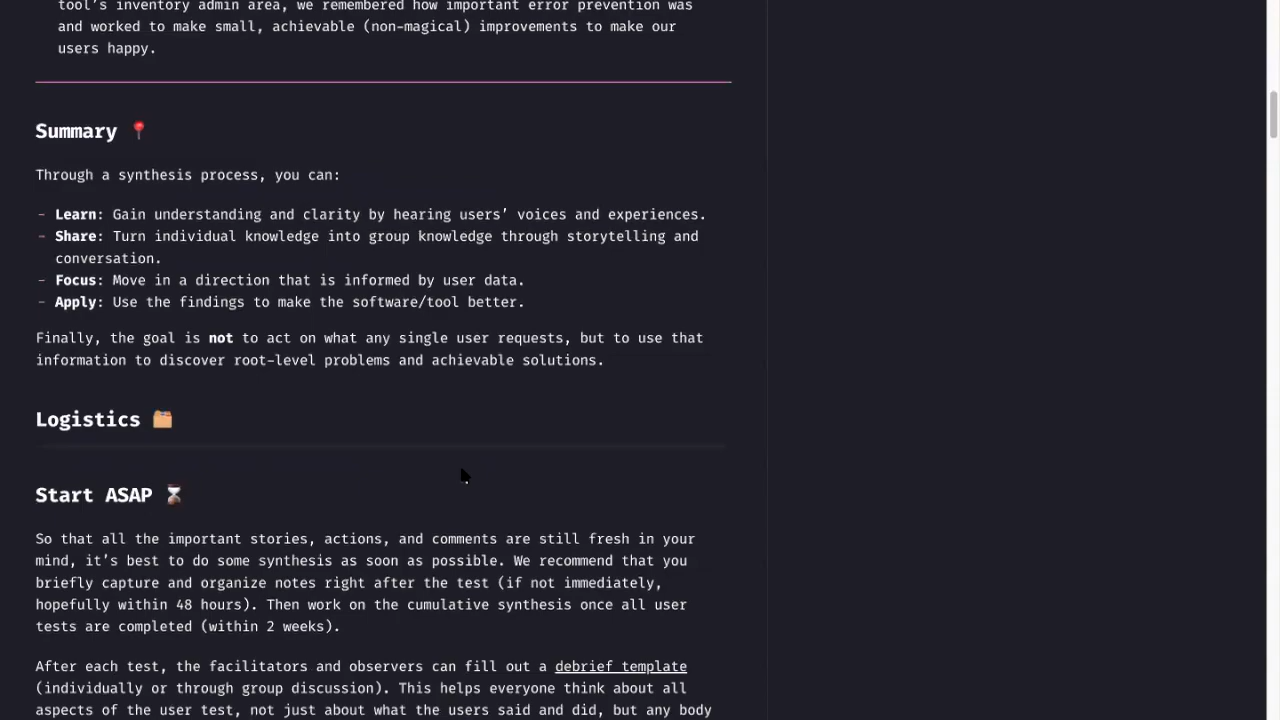 tool's inventory admin area, we remembered how important error prevention was
and worked to make small, achievable (non-magical) improvements to make our
users happy.
Summary 📍
Through a synthesis process, you can:
- Learn: Gain understanding and clarity by hearing users' voices and experiences.
- Share: Turn individual knowledge into group knowledge through storytelling and
conversation.
- Focus: Move in a direction that is informed by user data.
- Apply: Use the findings to make the software/tool better.
Finally, the goal is not to act on what any single user requests, but to use that
information to discover root-level problems and achievable solutions.
Logistics 🗂️
Start ASAP ⏳
So that all the important stories, actions, and comments are still fresh in your
mind, it's best to do some synthesis as soon as possible. We recommend that you
briefly capture and organize notes right after the test (if not immediately,
hopefully within 48 hours). Then work on the cumulative synthesis once all user
tests are completed (within 2 weeks).
After each test, the facilitators and observers can fill out a debrief template
(individually or through group discussion). This helps everyone think about all
aspects of the user test, not just about what the users said and did, but any body